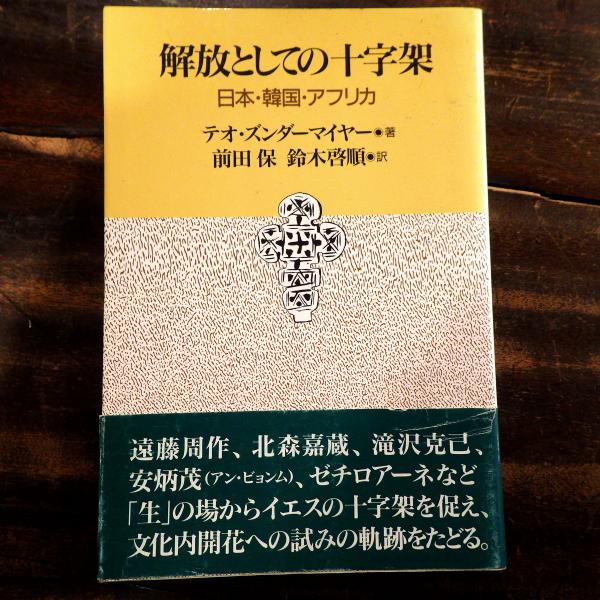 解放としての十字架
日本・韓国・アフリカ
テオ・ズンダーマイヤー◉著
前田 保 鈴木啓順◉訳
遠藤周作、北森嘉蔵、滝沢克己、
安炳茂(アン・ビョンム)、ゼチロアーネなど
「生」の場からイエスの十字架を促え、
文化内開花への試みの軌跡をたどる。